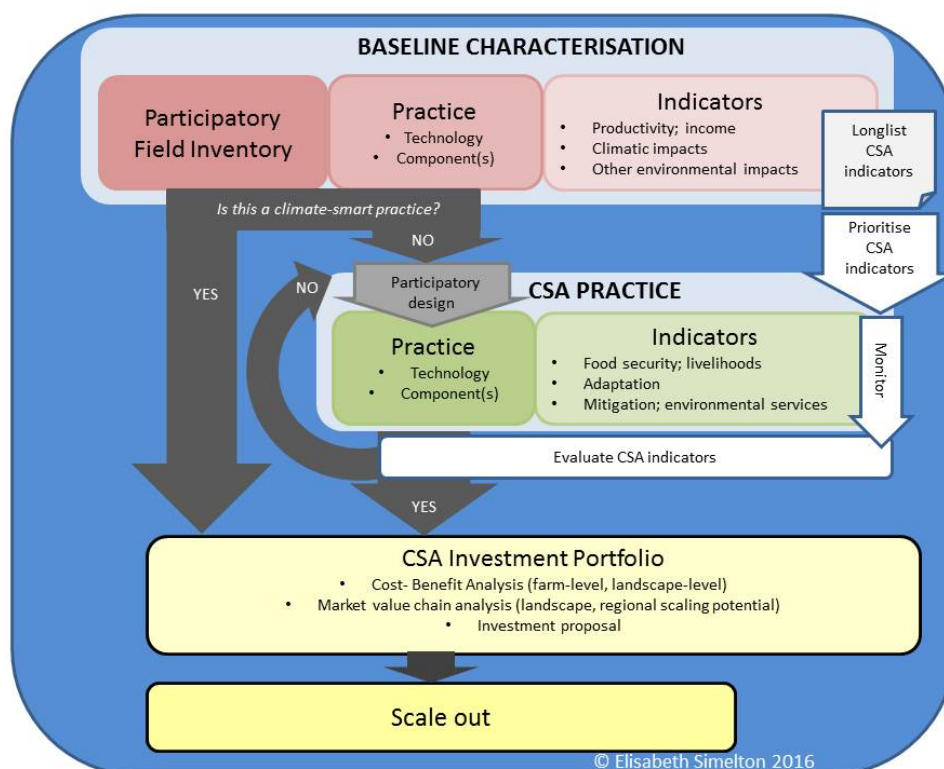 BASELINE CHARACTERISATION
Participatory
Field Inventory
Practice
• Technology
• Component(s)
Indicators
• Productivity; income
• Climatic impacts
• Other environmental impacts
Longlist
CSA
indicators
Is this a climate-smart practice?
NO
Prioritise
CSA
indicators
YES
NO
Participatory
design
CSA PRACTICE
Practice
• Technology
• Component(s)
Indicators
• Food security; livelihoods
• Adaptation
• Mitigation; environmental services
Monitor
Evaluate CSA indicators
YES
CSA Investment Portfolio
• Cost- Benefit Analysis (farm-level, landscape-level)
• Market value chain analysis (landscape, regional scaling potential)
• Investment proposal
Scale out
© Elisabeth Simelton 2016